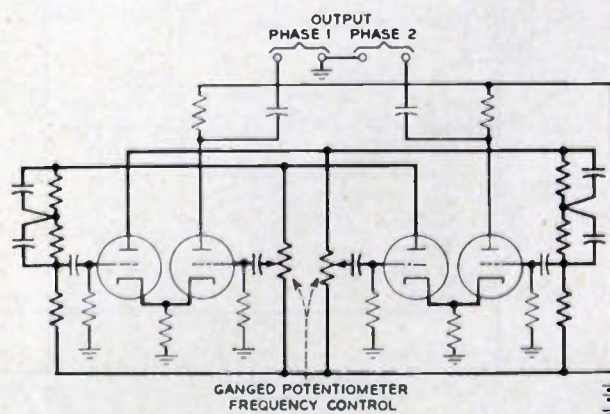 OUTPUT
PHASE 1 PHASE 2
GANGED POTENTIOMETER
FREQUENCY CONTROL